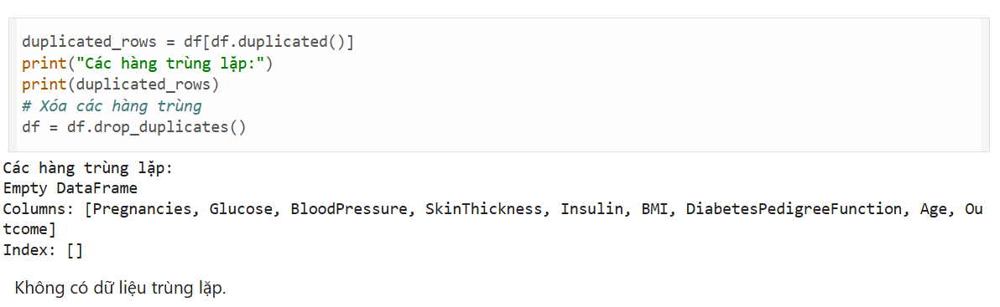 duplicated_rows = df[df.duplicated()]
print("Các hàng trùng lặp:")
print(duplicated_rows)
# Xóa các hàng trùng
df = df.drop_duplicates()
Các hàng trùng lặp:
Empty DataFrame
Columns: [Pregnancies, Glucose, BloodPressure, SkinThickness, Insulin, BMI, DiabetesPedigreeFunction, Age, Ou
tcome]
Index: []
Không có dữ liệu trùng lặp.